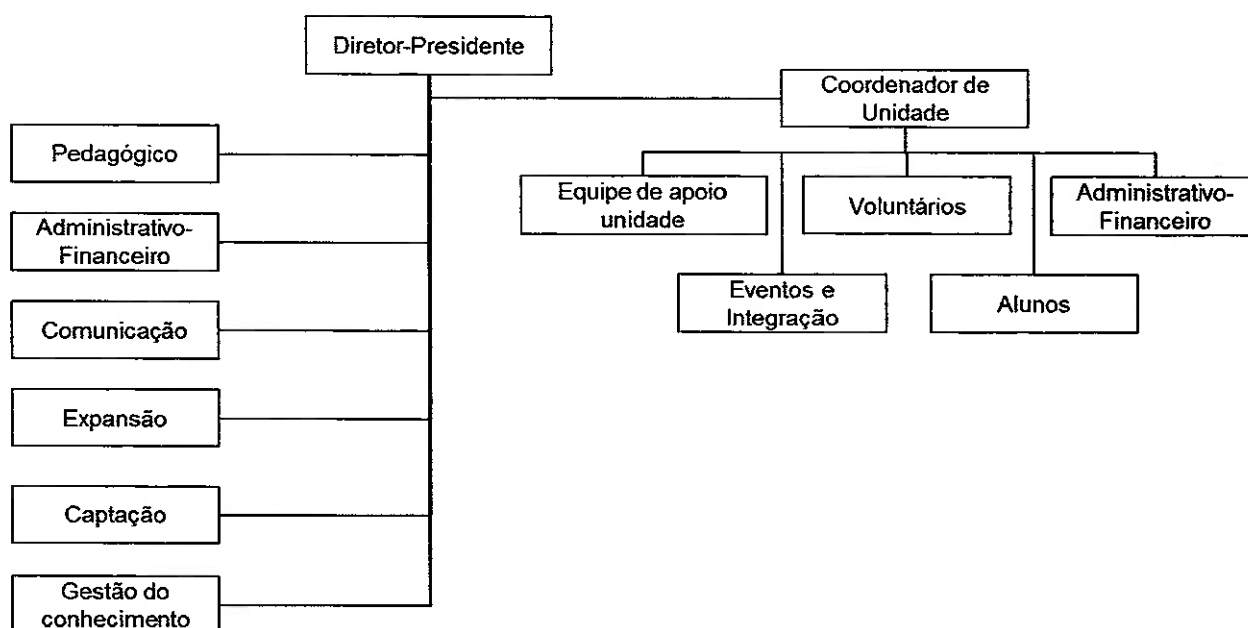 Diretor-Presidente
Coordenador de
Unidade
Pedagógico
Equipe de apoio
unidade
Voluntários
Administrativo-
Financeiro
Administrativo-
Financeiro
Eventos e
Integração
Alunos
Comunicação
Expansão
Captação
Gestão do
conhecimento